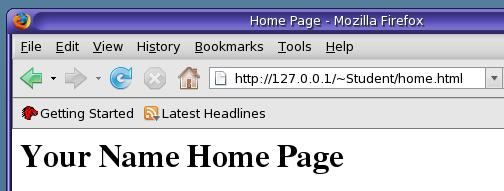 Home Page - Mozilla Firefox
File Edit View History Bookmarks Tools Help
http://127.0.0.1/~Student/home.html
Getting Started Latest Headlines
Your Name Home Page